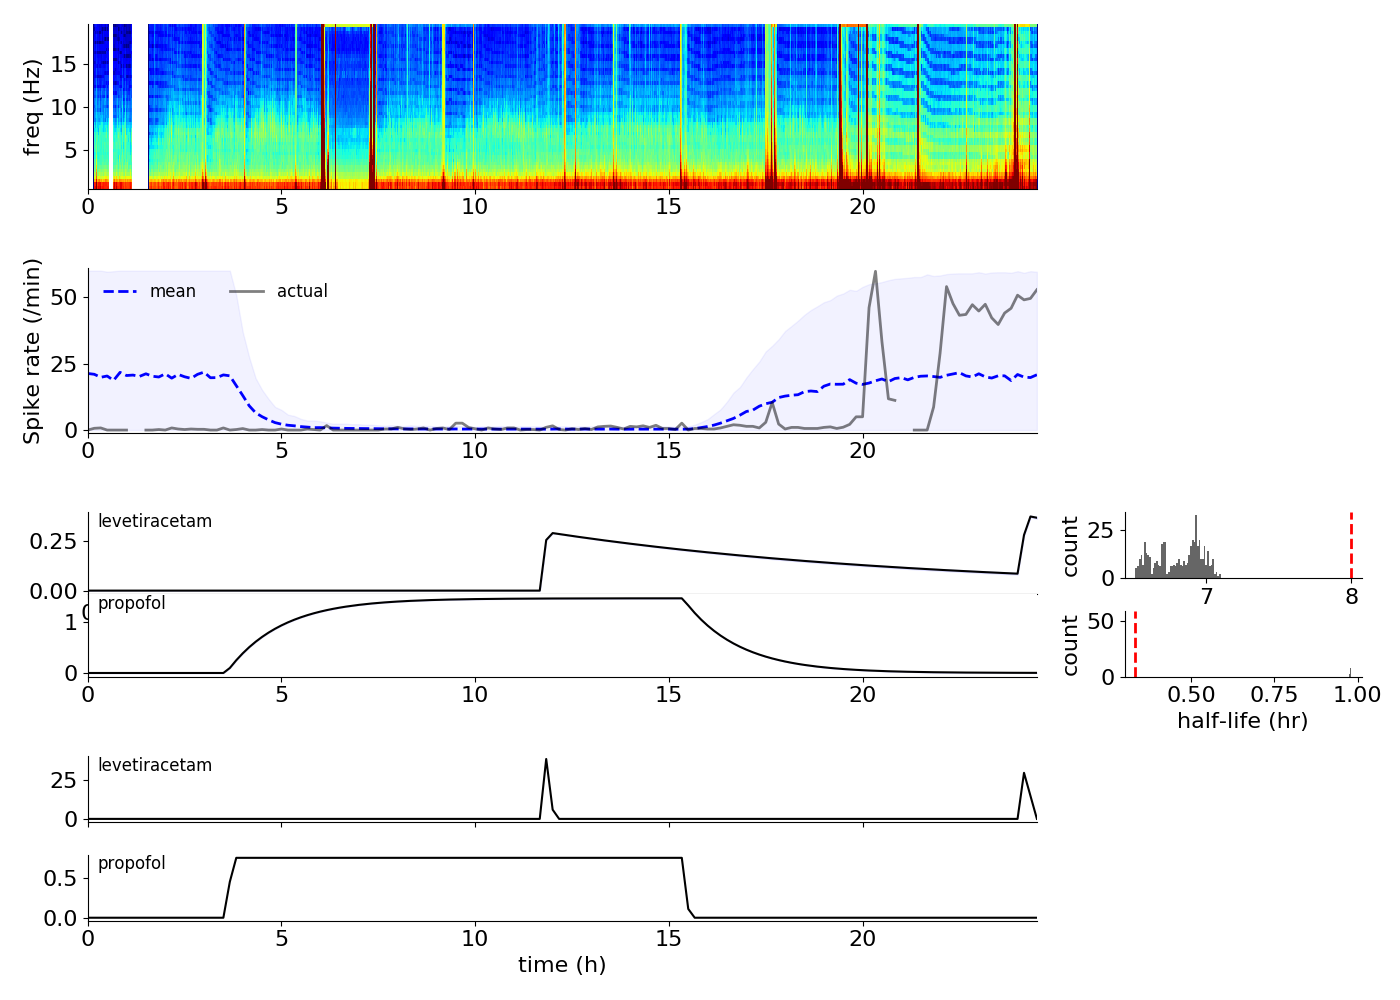 freq (Hz)
15
10
5
0 5 10 15 20
Spike rate (/min)
50
25
0
mean actual
0 5 10 15 20
levetiracetam
0.25
0.00
0
propofol
1
0
0 5 10 15 20
count
25
0
7 8
count
50
0
0.50 0.75 1.00
half-life (hr)
levetiracetam
25
0
propofol
0.5
0.0
0 5 10 15 20
time (h)